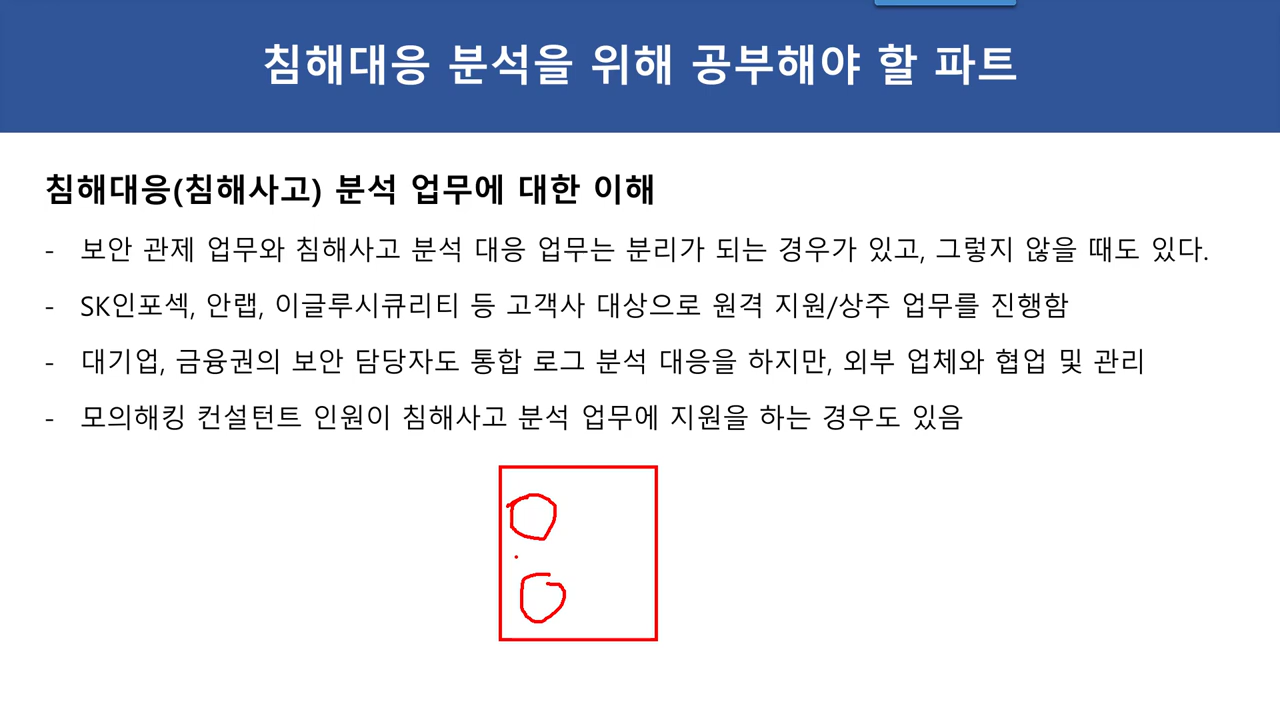 침해대응 분석을 위해 공부해야 할 파트
침해대응(침해사고) 분석 업무에 대한 이해
- 보안 관제 업무와 침해사고 분석 대응 업무는 분리가 되는 경우가 있고, 그렇지 않을 때도 있다.
- SK인포섹, 안랩, 이글루시큐리티 등 고객사 대상으로 원격 지원/상주 업무를 진행함
- 대기업, 금융권의 보안 담당자도 통합 로그 분석 대응을 하지만, 외부 업체와 협업 및 관리
- 모의해킹 컨설턴트 인원이 침해사고 분석 업무에 지원을 하는 경우도 있음